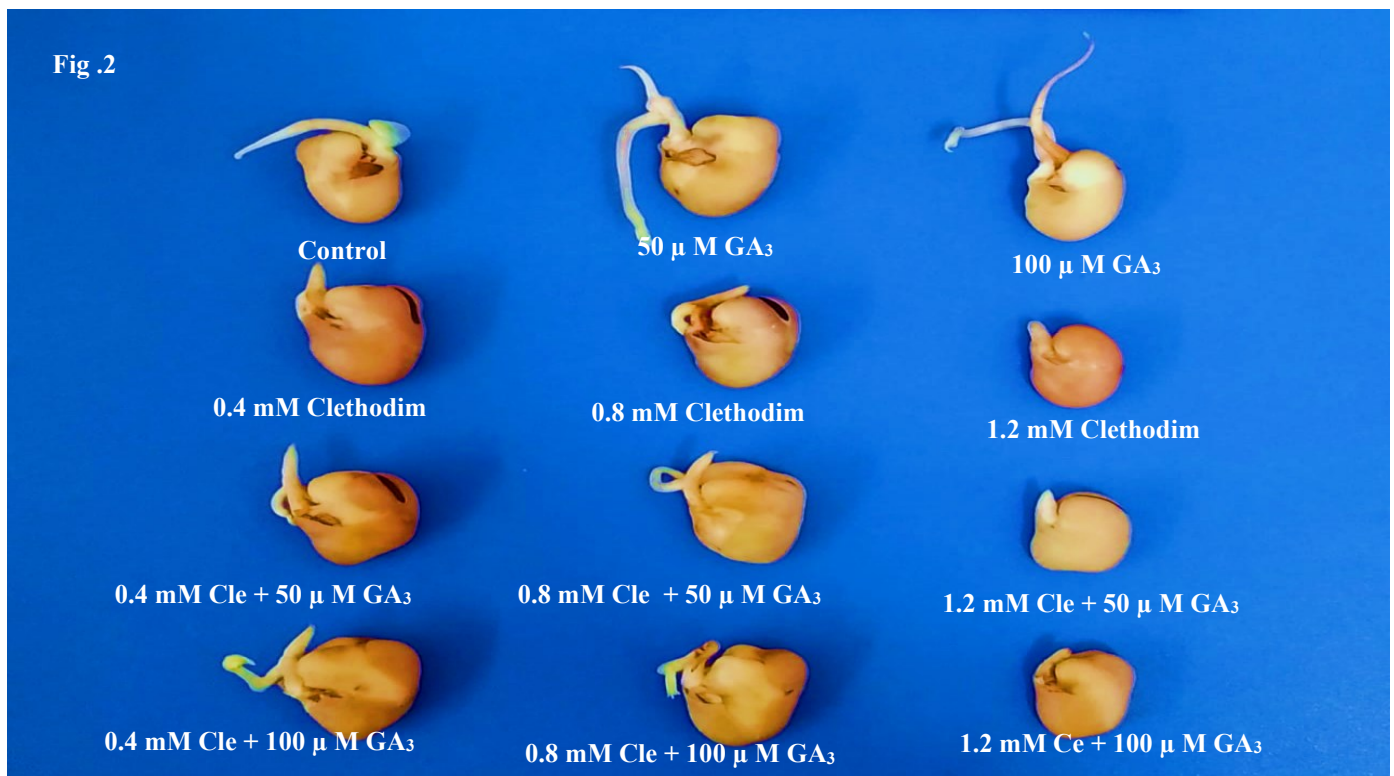 Fig .2
Control
50 µ M GA₃
100 µ M GA₃
0.4 mM Clethodim
0.8 mM Clethodim
1.2 mM Clethodim
0.4 mM Cle + 50 µ M GA₃
0.8 mM Cle + 50 µ M GA₃
1.2 mM Cle + 50 µ M GA₃
0.4 mM Cle + 100 µ M GA₃
0.8 mM Cle + 100 µ M GA₃
1.2 mM Ce + 100 µ M GA₃